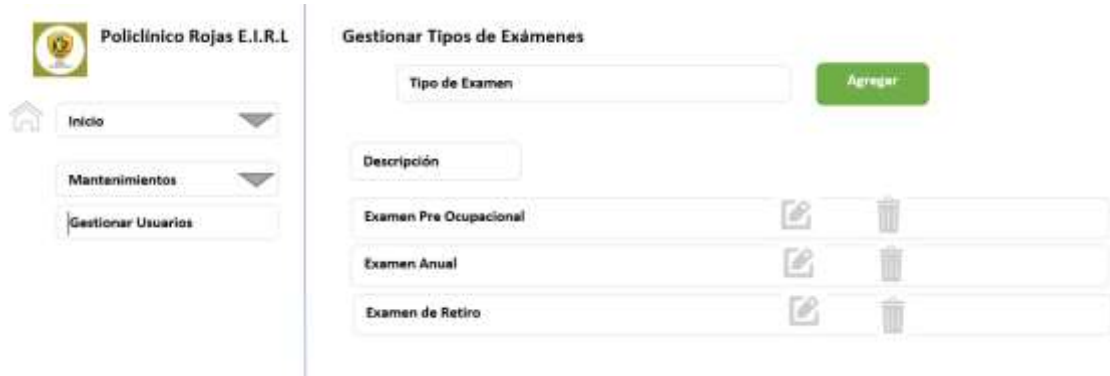 Policlínico Rojas E.I.R.L
Inicio
Mantenimientos
Gestionar Usuarios
Gestionar Tipos de Exámenes
Tipo de Examen
Agregar
Descripción
Examen Pre Ocupacional
Examen Anual
Examen de Retiro